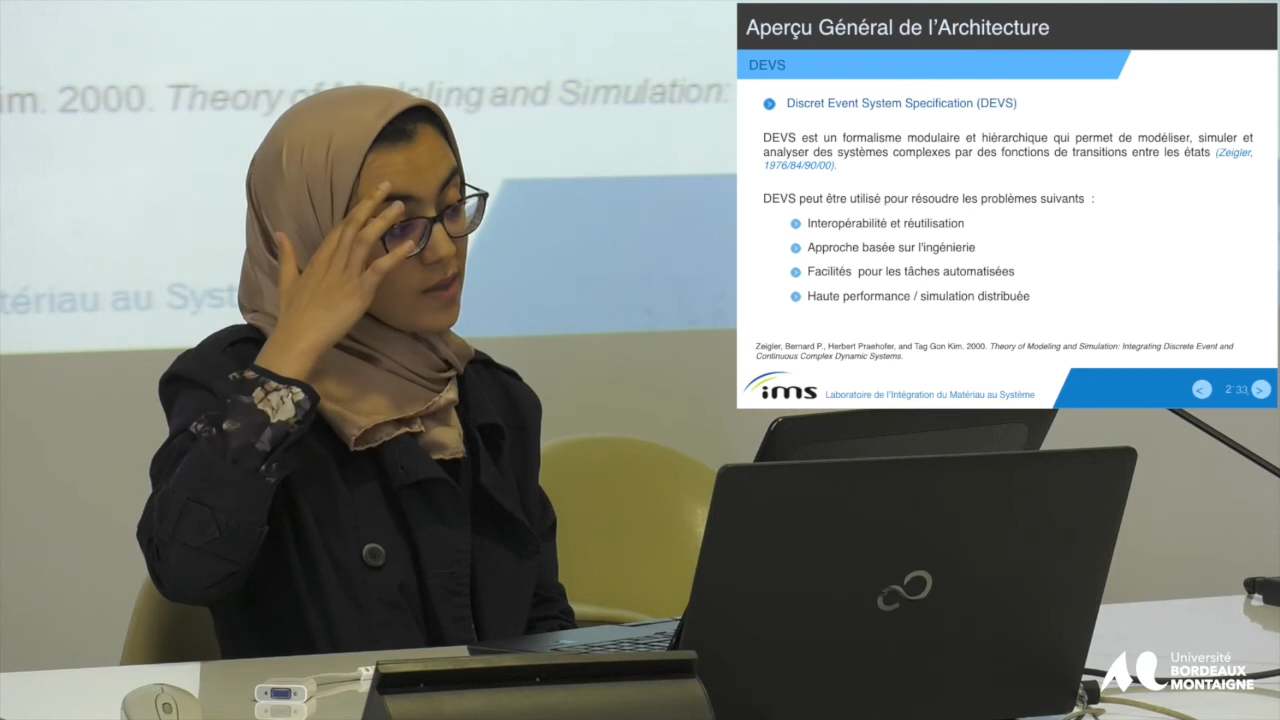 Aperçu Général de l'Architecture
DEVS
Discret Event System Specification (DEVS)
DEVS est un formalisme modulaire et hiérarchique qui permet de modéliser, simuler et
analyser des systèmes complexes par des fonctions de transitions entre les états (Zeigler,
1976/84/90/00).
DEVS peut être utilisé pour résoudre les problèmes suivants :
Interopérabilité et réutilisation
Approche basée sur l'ingénierie
Facilités pour les tâches automatisées
Haute performance / simulation distribuée
Zeigler, Bernard P., Herbert Praehofer, and Tag Gon Kim. 2000. Theory of Modeling and Simulation: Integrating Discrete Event and
Continuous Complex Dynamic Systems.
ims Laboratoire de l'Intégration du Matériau au Système
< 2 33 >
im. 2000. Theory of Modeling and Simulation:
tériau au Syst
Université
BORDEAUX
MONTAIGNE